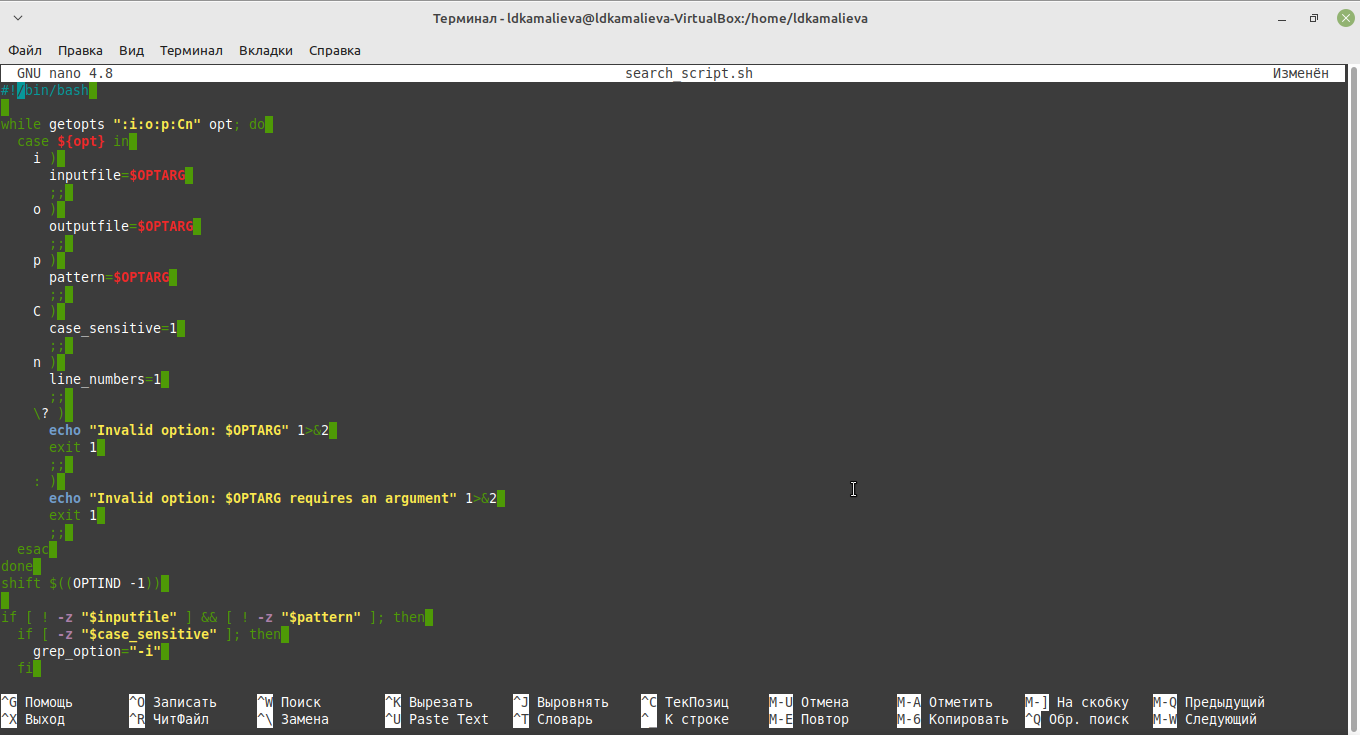 Терминал - ldkamalieva@ldkamalieva-VirtualBox:/home/ldkamalieva
Файл Правка Вид Терминал Вкладки Справка
GNU nano 4.8 search_script.sh Изменён
#!/bin/bash
while getopts ":i:o:p:Cn" opt; do
  case ${opt} in
    i )
      inputfile=$OPTARG
      ;;
    o )
      outputfile=$OPTARG
      ;;
    p )
      pattern=$OPTARG
      ;;
    C )
      case_sensitive=1
      ;;
    n )
      line_numbers=1
      ;;
    \? )
      echo "Invalid option: $OPTARG" 1>&2
      exit 1
      ;;
    : )
      echo "Invalid option: $OPTARG requires an argument" 1>&2
      exit 1
      ;;
  esac
done
shift $((OPTIND -1))
if [ ! -z "$inputfile" ] && [ ! -z "$pattern" ]; then
  if [ -z "$case_sensitive" ]; then
    grep_option="-i"
  fi
^G Помощь ^O Записать ^W Поиск ^K Вырезать ^J Выровнять ^C ТекПозиц M-U Отмена M-A Отметить M-] На скобку M-Q Предыдущий
^X Выход ^R ЧитФайл ^\ Замена ^U Paste Text ^T Словарь ^_ К строке M-E Повтор M-6 Копировать ^Q Обр. поиск M-W Следующий